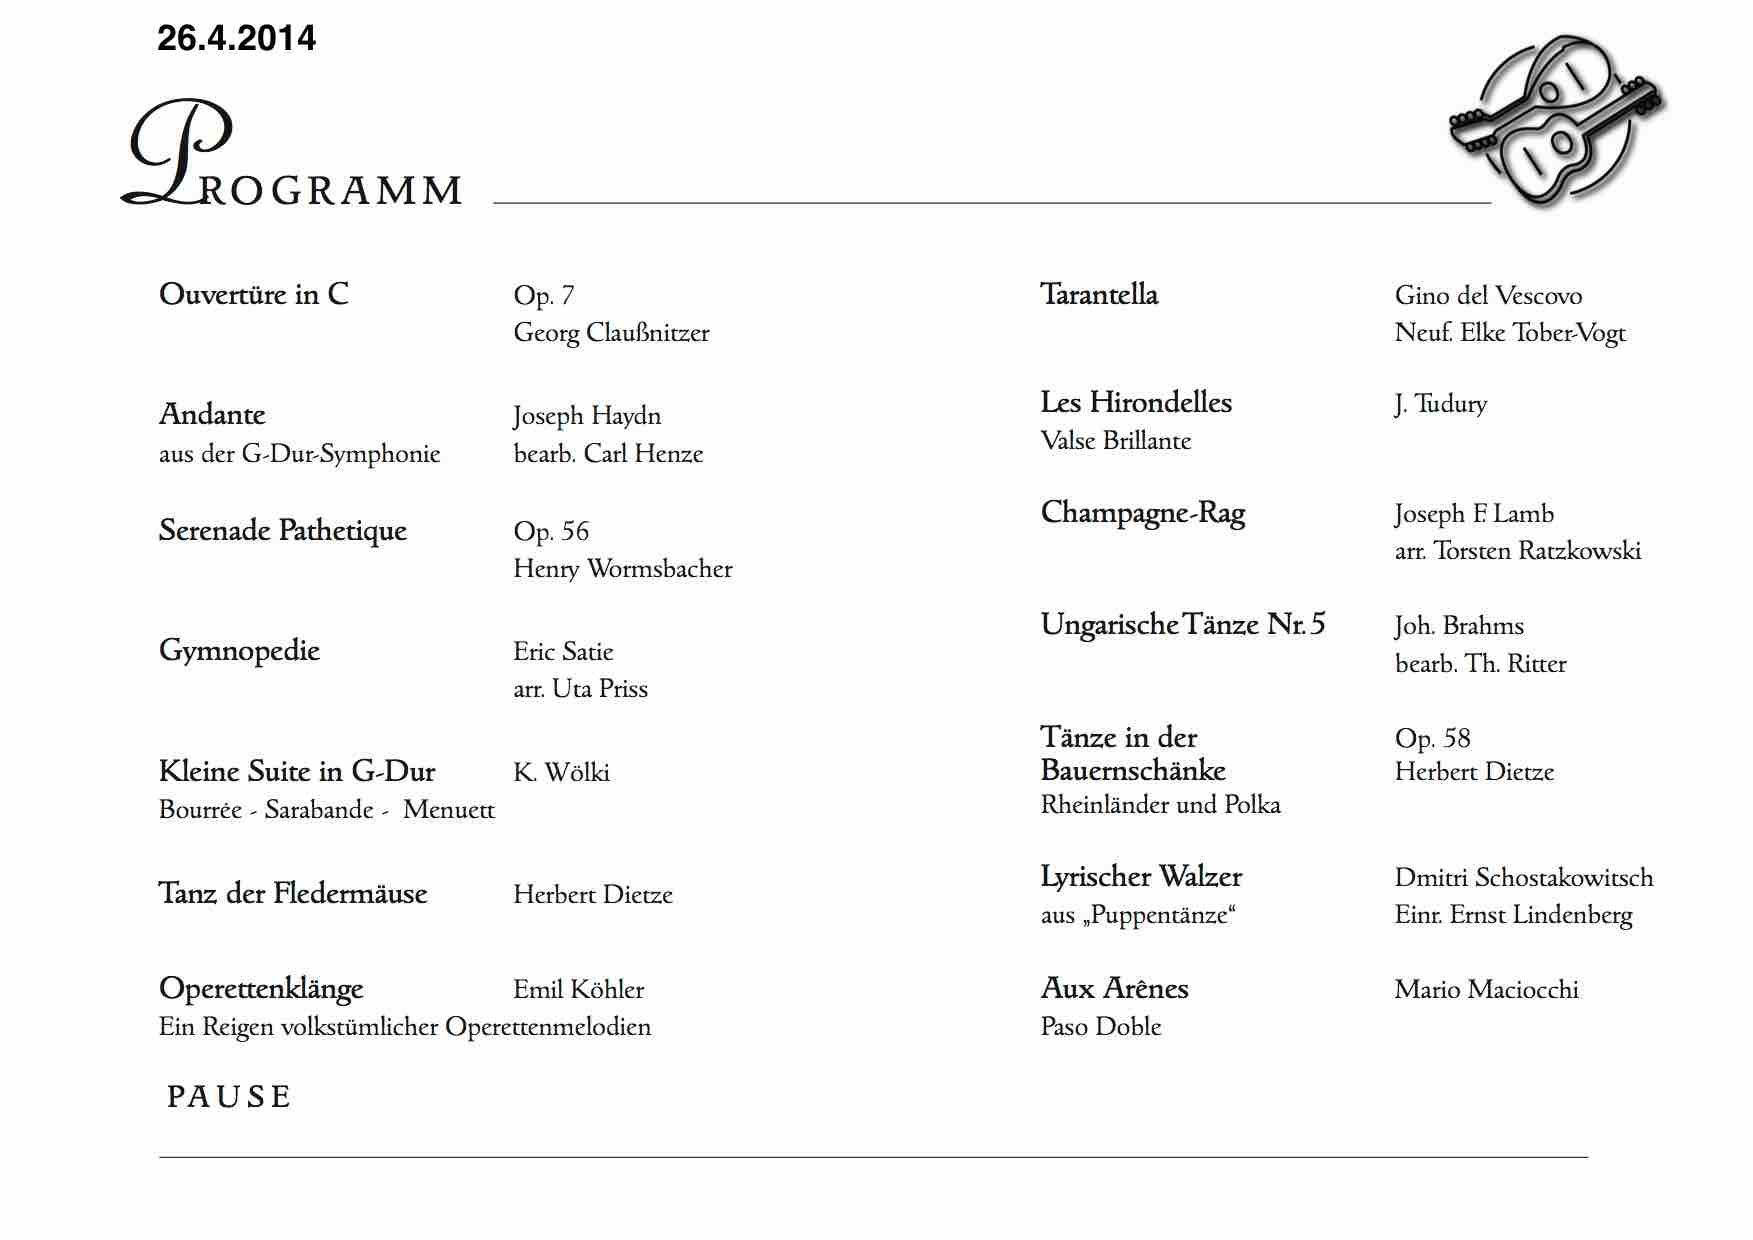 26.4.2014
PROGRAMM
Ouvertüre in C Op. 7
Georg Claußnitzer
Andante Joseph Haydn
aus der G-Dur-Symphonie bearb. Carl Henze
Serenade Pathetique Op. 56
Henry Wormsbacher
Gymnopedie Eric Satie
arr. Uta Priss
Kleine Suite in G-Dur K. Wölki
Bourrée - Sarabande - Menuett
Tanz der Fledermäuse Herbert Dietze
Operettenklänge Emil Köhler
Ein Reigen volkstümlicher Operettenmelodien
PAUSE
Tarantella Gino del Vescovo
Neuf. Elke Tober-Vogt
Les Hirondelles J. Tudury
Valse Brillante
Champagne-Rag Joseph F. Lamb
arr. Torsten Ratzkowski
Ungarische Tänze Nr. 5 Joh. Brahms
bearb. Th. Ritter
Tänze in der Op. 58
Bauernschänke Herbert Dietze
Rheinländer und Polka
Lyrischer Walzer Dmitri Schostakowitsch
aus „Puppentänze“ Einr. Ernst Lindenberg
Aux Arênes Mario Maciocchi
Paso Doble